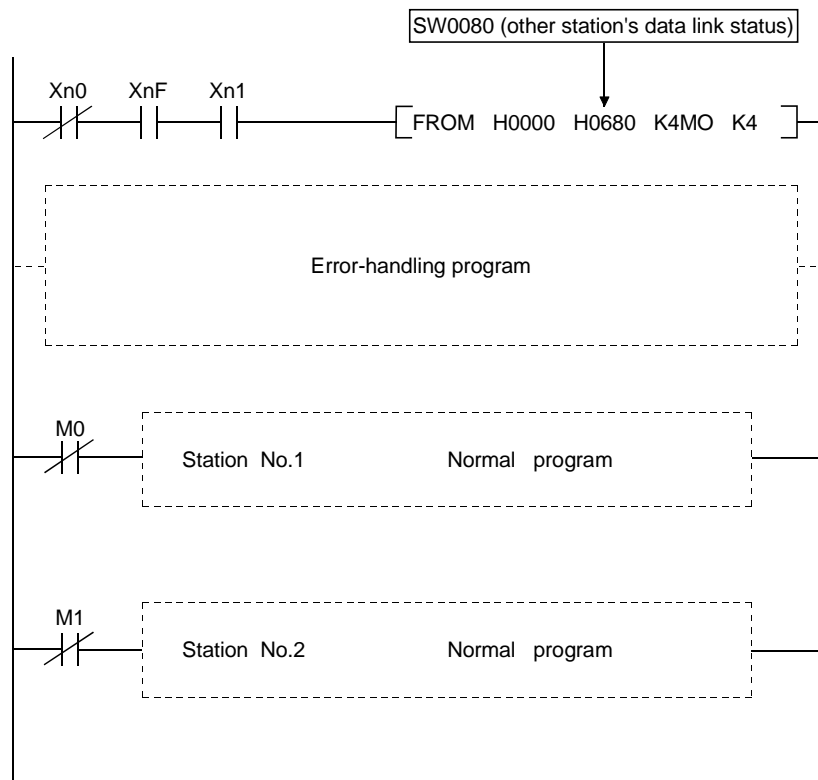 SW0080 (other station's data link status)
Xn0 XnF Xn1
FROM H0000 H0680 K4MO K4
Error-handling program
M0
Station No.1 Normal program
M1
Station No.2 Normal program